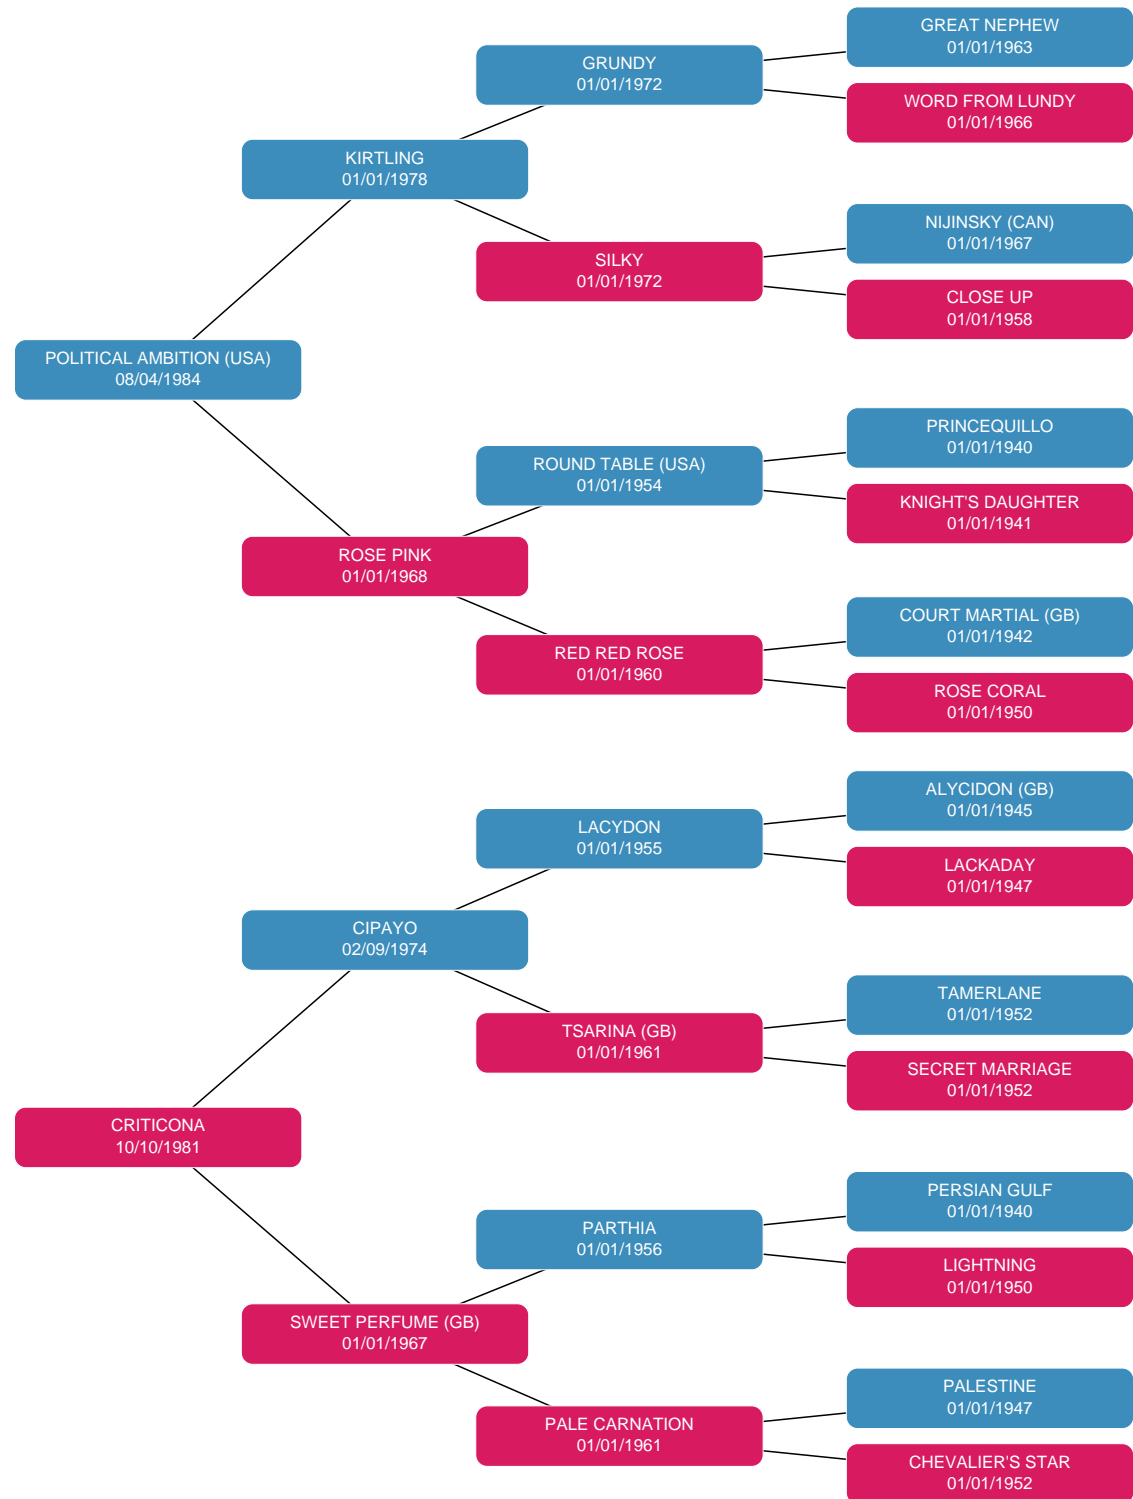 GREAT NEPHEW
01/01/1963
GRUNDY
01/01/1972
WORD FROM LUNDY
01/01/1966
KIRTLING
01/01/1978
NIJINSKY (CAN)
01/01/1967
SILKY
01/01/1972
CLOSE UP
01/01/1958
POLITICAL AMBITION (USA)
08/04/1984
PRINCEQUILLO
01/01/1940
ROUND TABLE (USA)
01/01/1954
KNIGHT'S DAUGHTER
01/01/1941
ROSE PINK
01/01/1968
COURT MARTIAL (GB)
01/01/1942
RED RED ROSE
01/01/1960
ROSE CORAL
01/01/1950
ALYCIDON (GB)
01/01/1945
LACYDON
01/01/1955
LACKADAY
01/01/1947
CIPAYO
02/09/1974
TAMERLANE
01/01/1952
TSARINA (GB)
01/01/1961
SECRET MARRIAGE
01/01/1952
CRITICONA
10/10/1981
PERSIAN GULF
01/01/1940
PARTHIA
01/01/1956
LIGHTNING
01/01/1950
SWEET PERFUME (GB)
01/01/1967
PALESTINE
01/01/1947
PALE CARNATION
01/01/1961
CHEVALIER'S STAR
01/01/1952